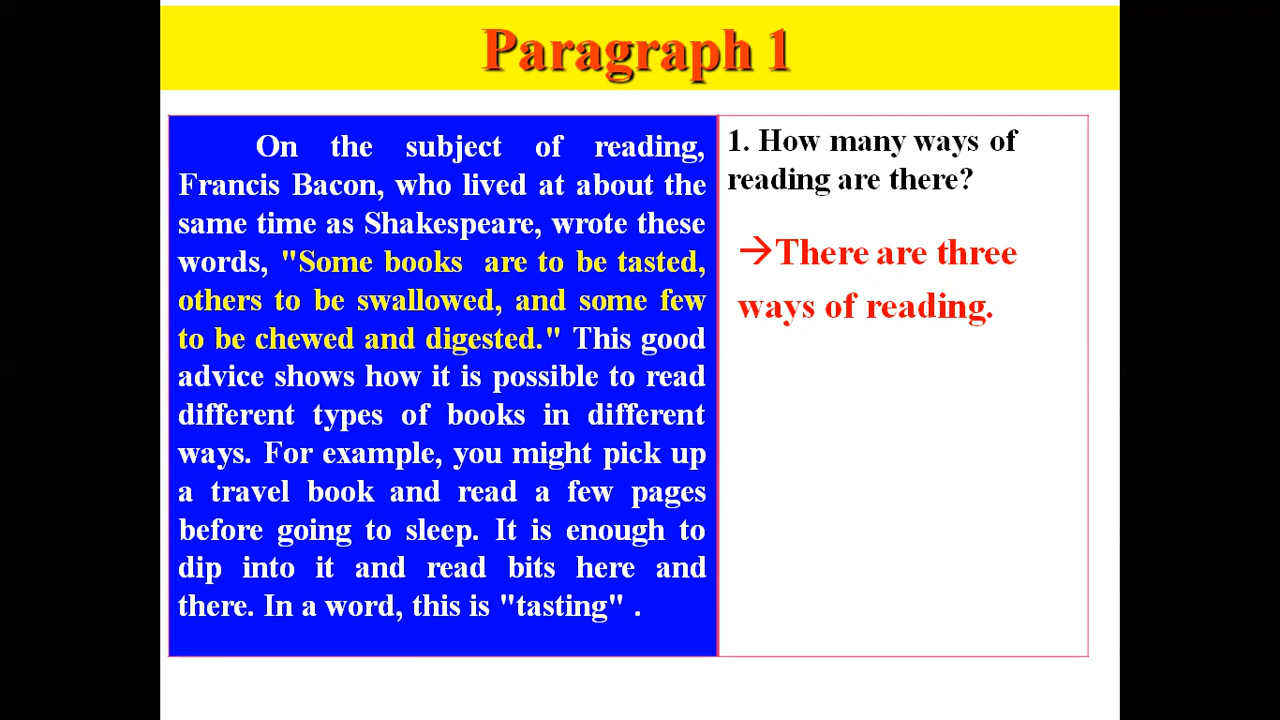 Paragraph 1
On the subject of reading,
Francis Bacon, who lived at about the
same time as Shakespeare, wrote these
words, "Some books are to be tasted,
others to be swallowed, and some few
to be chewed and digested." This good
advice shows how it is possible to read
different types of books in different
ways. For example, you might pick up
a travel book and read a few pages
before going to sleep. It is enough to
dip into it and read bits here and
there. In a word, this is "tasting" .
1. How many ways of
reading are there?
→There are three
ways of reading.